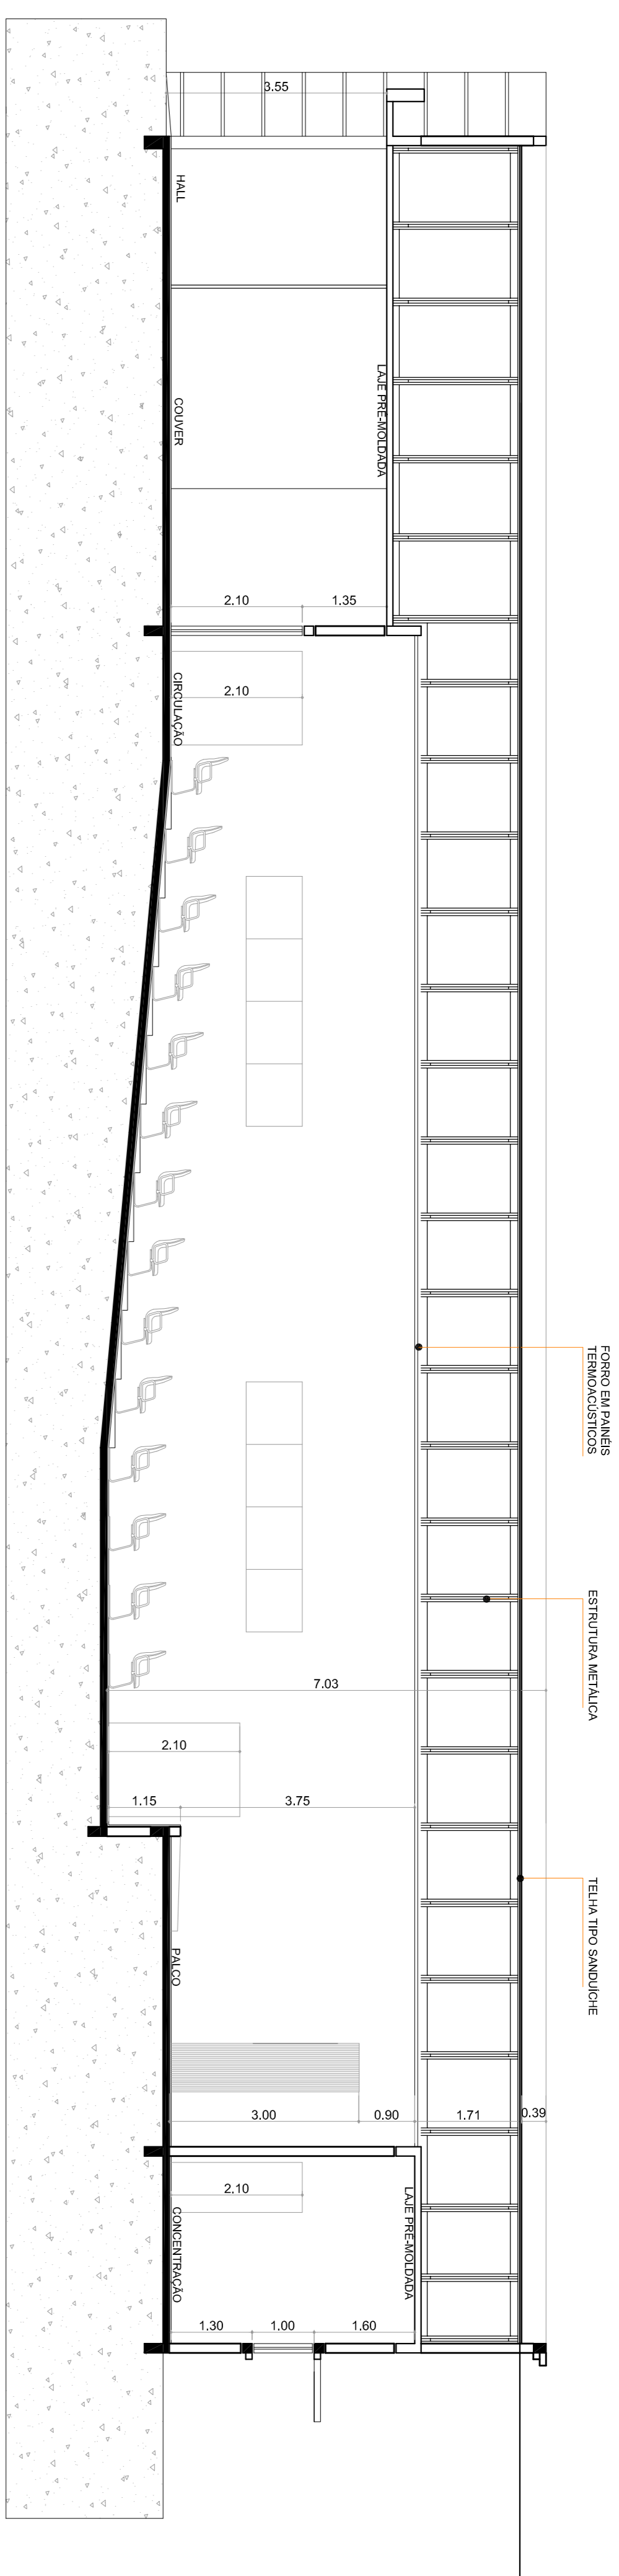 3.55
HALL
LAJE PRÉ-MOLDADA
COUVER
2.10
1.35
CIRCULAÇÃO
2.10
FORRO EM PAINÉIS
TERMOACÚSTICOS
ESTRUTURA METÁLICA
7.03
2.10
1.15
3.75
TELHA TIPO SANDUÍCHE
PALCO
3.00
0.90
1.71
0.39
2.10
LAJE PRÉ-MOLDADA
CONCENTRAÇÃO
1.30
1.00
1.60